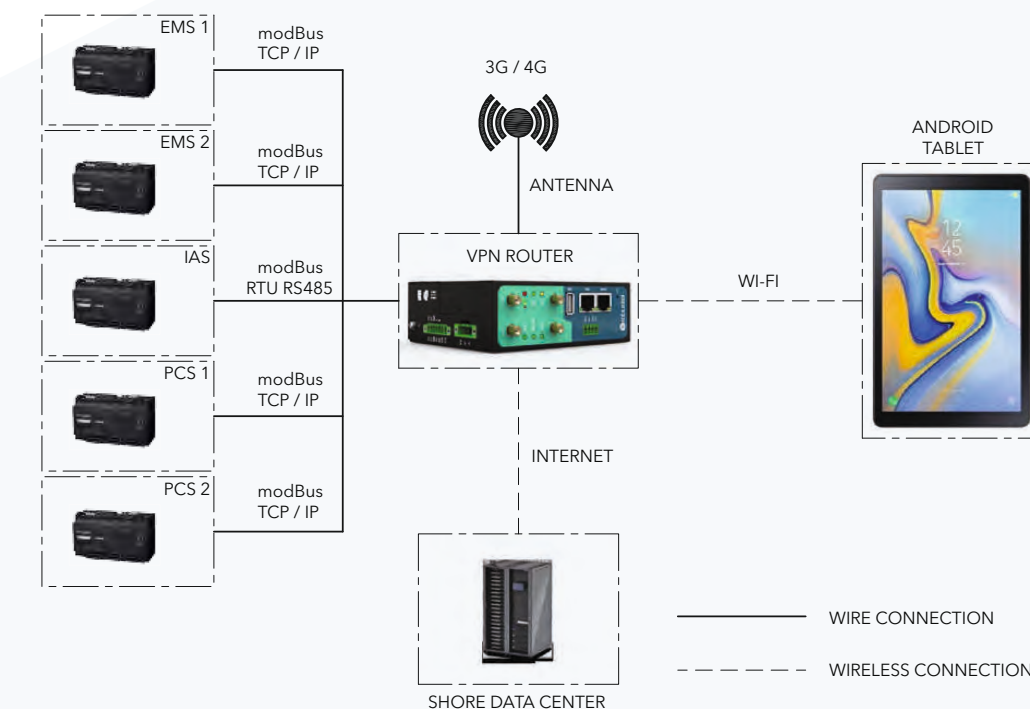 EMS 1
modBus
TCP / IP
3G / 4G
ANDROID
TABLET
EMS 2
modBus
TCP / IP
ANTENNA
12
45
IAS
modBus
RTU RS485
VPN ROUTER
WI-FI
PCS 1
modBus
TCP / IP
INTERNET
PCS 2
modBus
TCP / IP
WIRE CONNECTION
WIRELESS CONNECTION
SHORE DATA CENTER